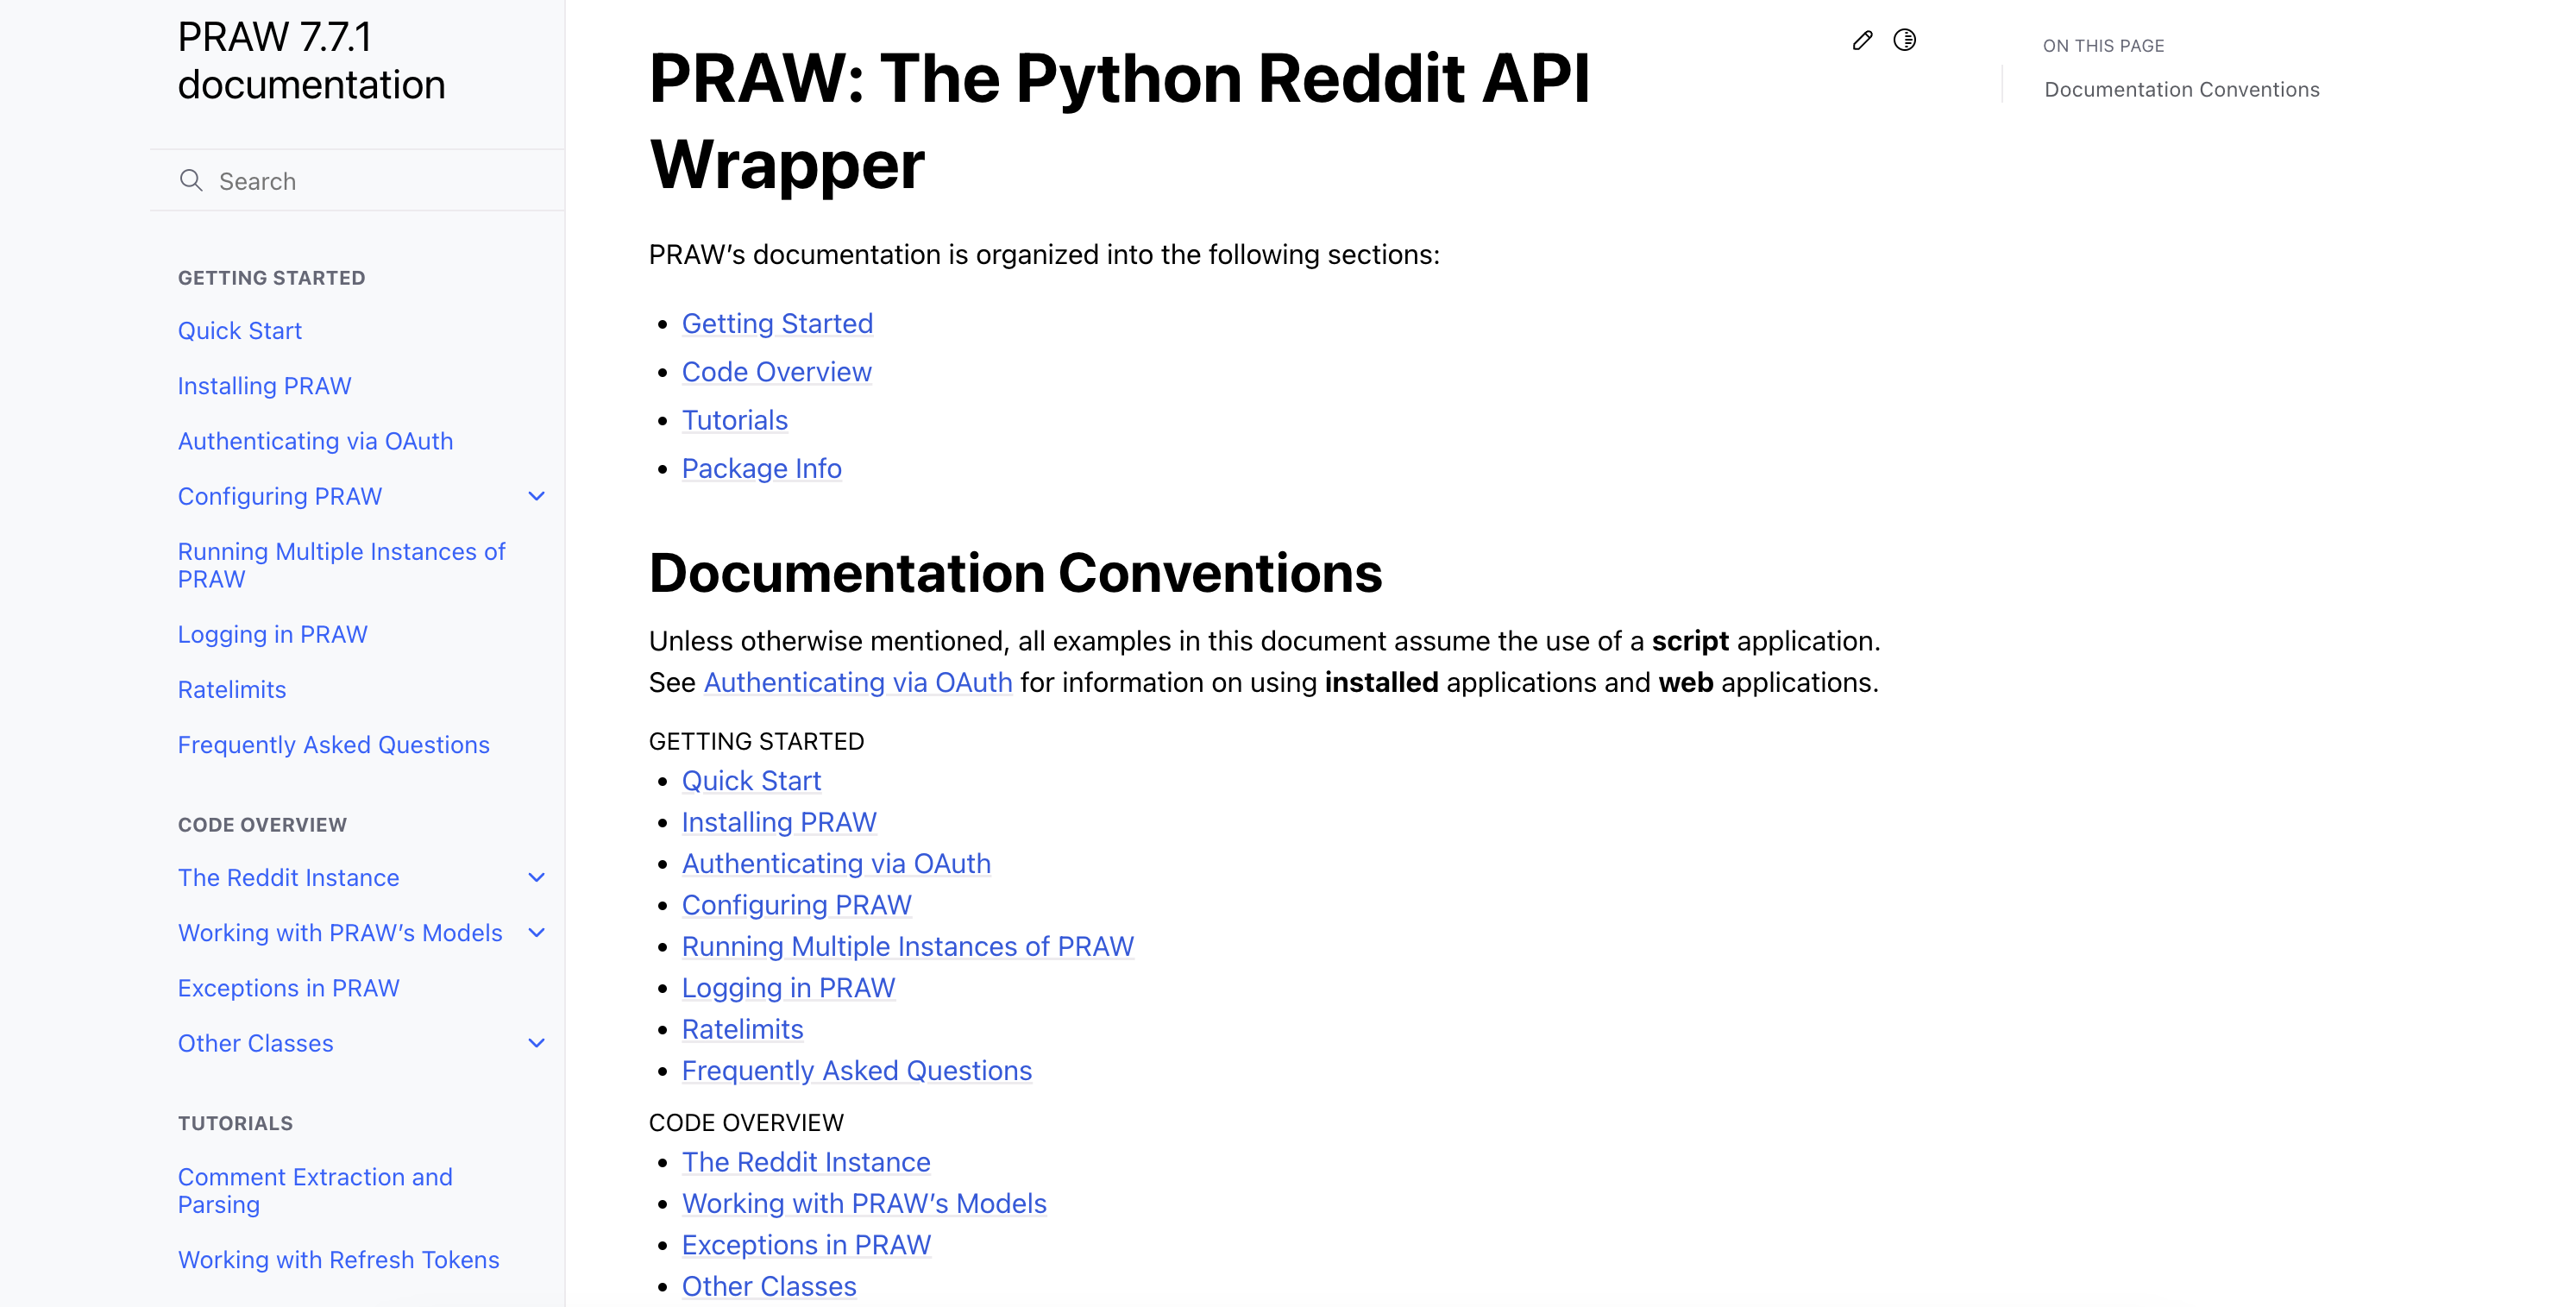 PRAW 7.7.1
documentation
Search
GETTING STARTED
Quick Start
Installing PRAW
Authenticating via OAuth
Configuring PRAW
Running Multiple Instances of
PRAW
Logging in PRAW
Ratelimits
Frequently Asked Questions
CODE OVERVIEW
The Reddit Instance
Working with PRAW’s Models
Exceptions in PRAW
Other Classes
TUTORIALS
Comment Extraction and
Parsing
Working with Refresh Tokens
PRAW: The Python Reddit API
Wrapper
PRAW’s documentation is organized into the following sections:
• Getting Started
• Code Overview
• Tutorials
• Package Info
Documentation Conventions
Unless otherwise mentioned, all examples in this document assume the use of a script application.
See Authenticating via OAuth for information on using installed applications and web applications.
GETTING STARTED
• Quick Start
• Installing PRAW
• Authenticating via OAuth
• Configuring PRAW
• Running Multiple Instances of PRAW
• Logging in PRAW
• Ratelimits
• Frequently Asked Questions
CODE OVERVIEW
• The Reddit Instance
• Working with PRAW’s Models
• Exceptions in PRAW
• Other Classes
ON THIS PAGE
Documentation Conventions